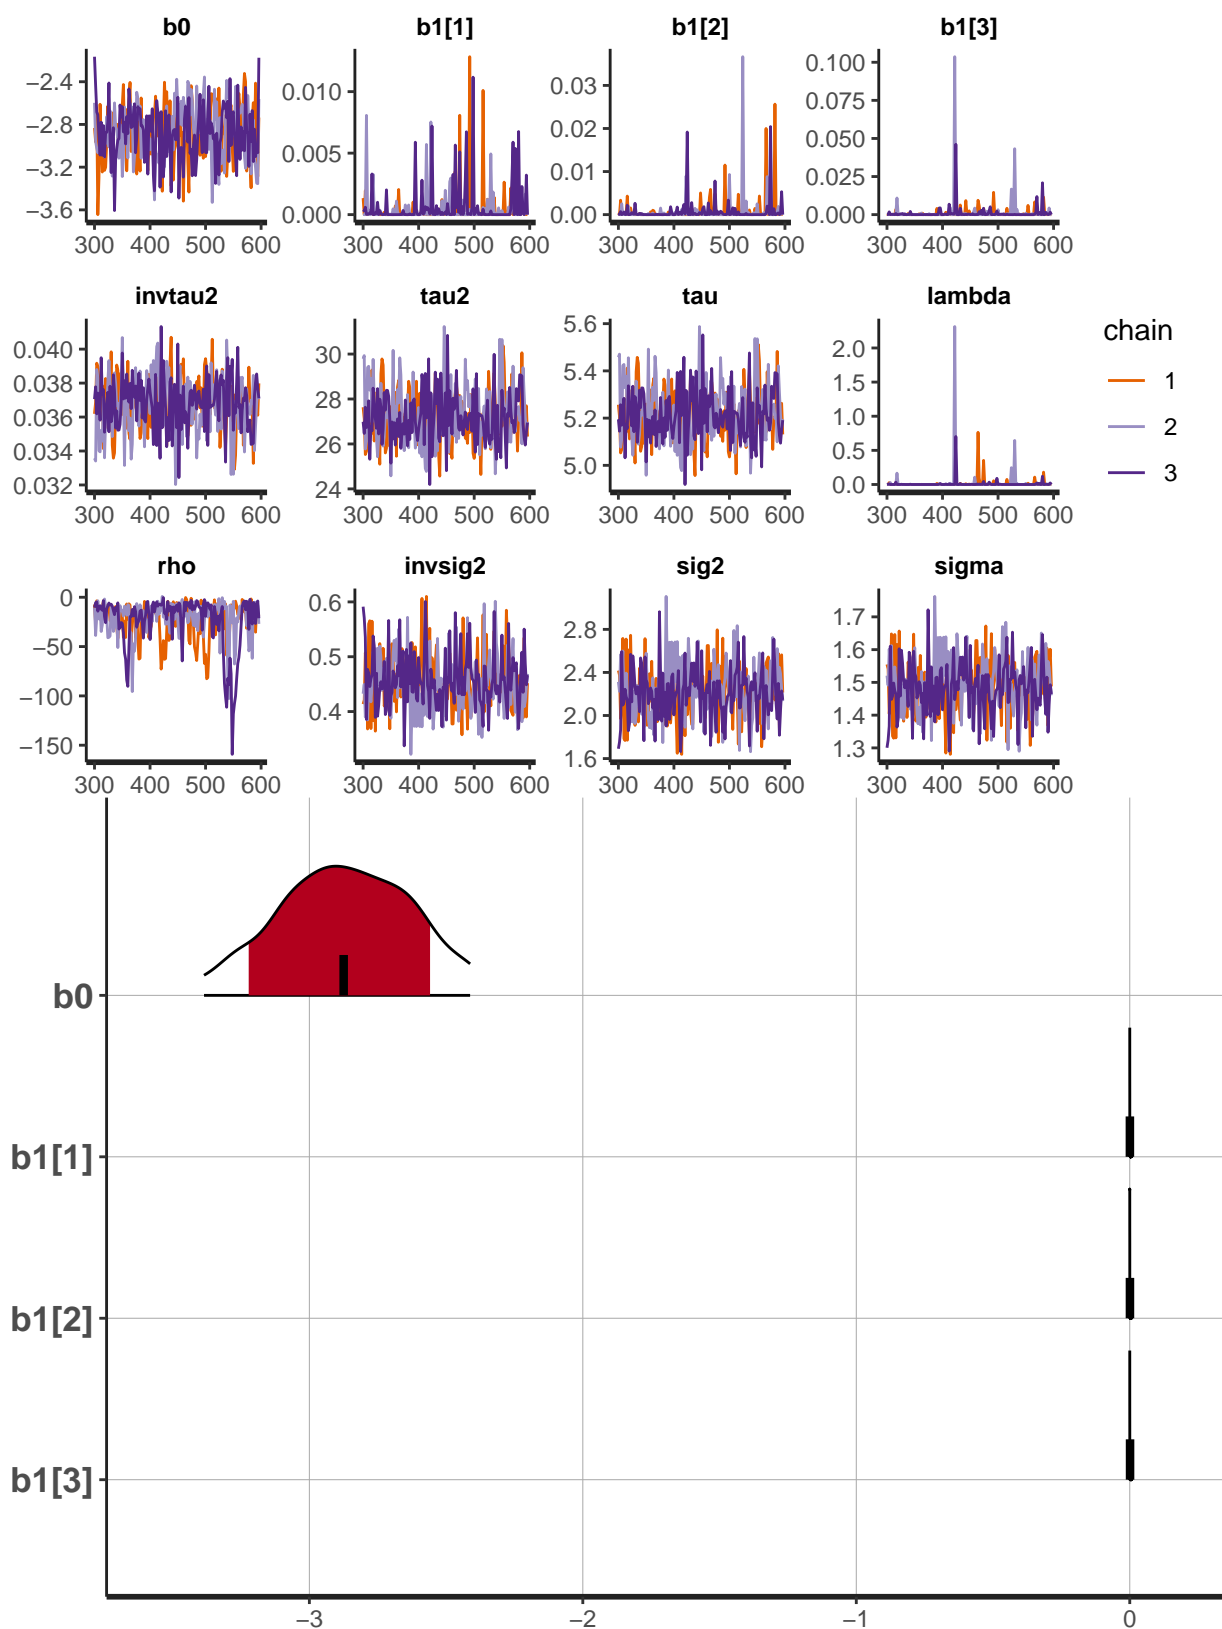 b0 b1[1] b1[2] b1[3]
−2.4 −2.8 −3.2 −3.6
0.010 0.005 0.000
0.03 0.02 0.01 0.00
0.100 0.075 0.050 0.025 0.000
300 400 500 600 300 400 500 600 300 400 500 600 300 400 500 600
invtau2 tau2 tau lambda
0.040 0.038 0.036 0.034 0.032
30 28 26 24
5.6 5.4 5.2 5.0
2.0 1.5 1.0 0.5 0.0
300 400 500 600 300 400 500 600 300 400 500 600 300 400 500 600
chain
1
2
3
rho invsig2 sig2 sigma
0 −50 −100 −150
0.6 0.5 0.4
2.8 2.4 2.0 1.6
1.7 1.6 1.5 1.4 1.3
300 400 500 600 300 400 500 600 300 400 500 600 300 400 500 600
b0
b1[1]
b1[2]
b1[3]
−3 −2 −1 0